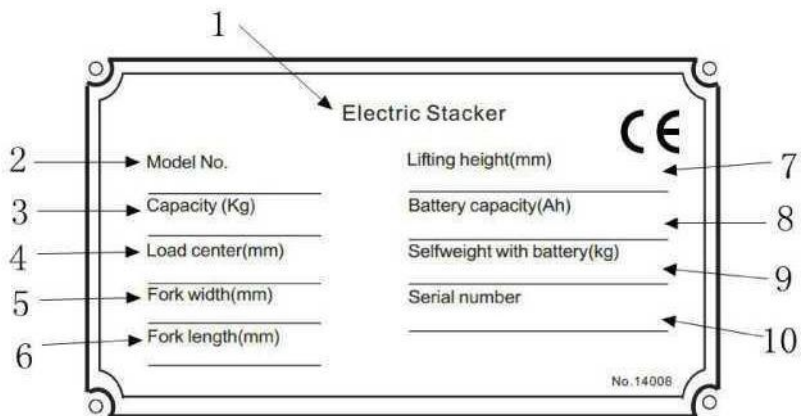 1
Electric Stacker
CE
2 Model No.
3 Capacity (Kg)
4 Load center(mm)
5 Fork width(mm)
6 Fork length(mm)
Lifting height(mm) 7
Battery capacity(Ah) 8
Selfweight with battery(kg) 9
Serial number 10
No.14006